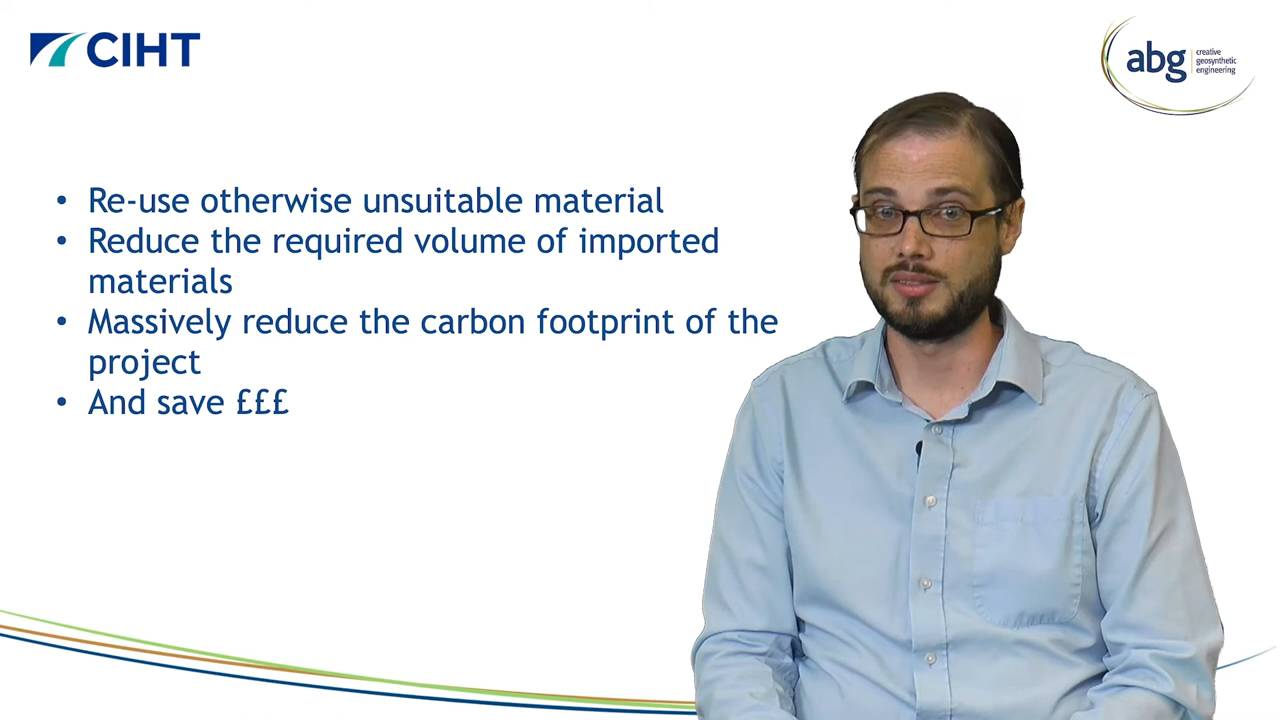 CIHT
abg
creative
geosynthetic
engineering
• Re-use otherwise unsuitable material
• Reduce the required volume of imported
materials
• Massively reduce the carbon footprint of the
project
• And save £££